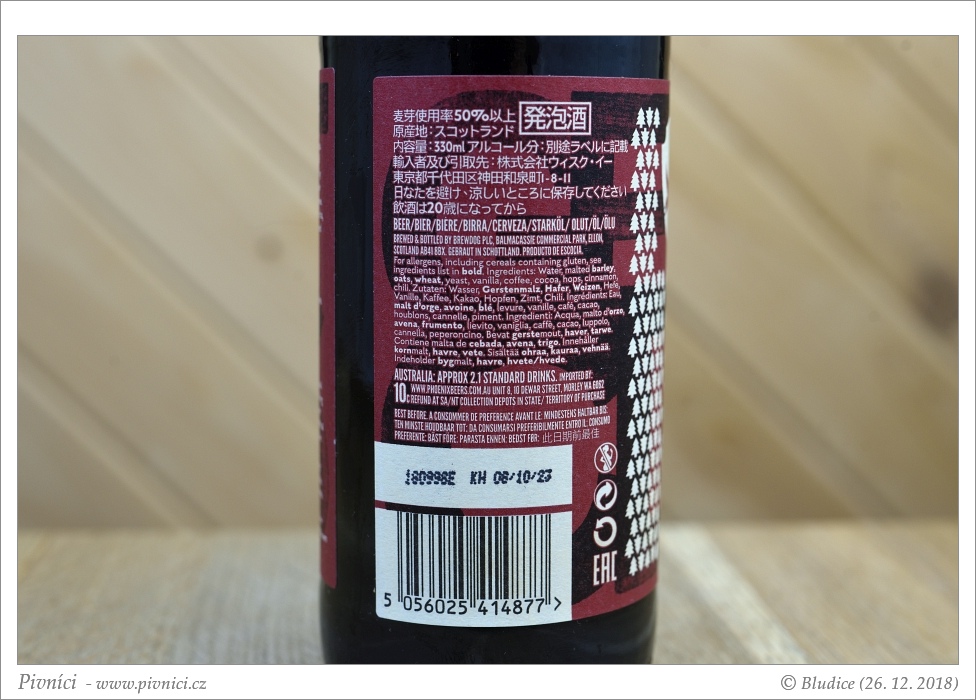 麦芽使用率50%以上 発泡酒
原産地：スコットランド
内容量：330ml アルコール分：別途ラベルに記載
輸入者及び引取先：株式会社ウィスク・イー
東京都千代田区神田和泉町1-8-11
日なたを避け、涼しいところに保存してください
飲酒は20歳になってから
BEER/BIER/BIÈRE/BIRRA/CERVEZA/STARKÖL/OLUT/ÖL/ÕLU
BREWED & BOTTLED BY BREWDOG PLC, BALMACASSIE COMMERCIAL PARK, ELLON,
SCOTLAND AB41 8BX. GEBRAUT IN SCHOTTLAND. PRODUCTO DE ESCOCIA.
For allergens, including cereals containing gluten, see
ingredients list in bold. Ingredients: Water, malted barley,
oats, wheat, yeast, vanilla, coffee, cocoa, hops, cinnamon,
chili. Zutaten: Wasser, Gerstenmalz, Hafer, Weizen, Hefe,
Vanille, Kaffee, Kakao, Hopfen, Zimt, Chili. Ingrédients: Eau,
malt d'orge, avoine, blé, levure, vanille, café, cacao,
houblons, cannelle, piment. Ingredienti: Acqua, malto d'orzo,
avena, frumento, lievito, vaniglia, caffè, cacao, luppolo,
cannella, peperoncino. Bevat gerstemout, haver, tarwe.
Contiene malta de cebada, avena, trigo. Innehåller
kornmalt, havre, vete. Sisältää ohraa, kauraa, vehnää.
Indeholder bygmalt, havre, hvete/hvede.
AUSTRALIA: APPROX 2.1 STANDARD DRINKS. IMPORTED BY:
WWW.PHOENIXBEERS.COM.AU UNIT 8, 10 DEWAR STREET, MORLEY WA 6062
10c REFUND AT SA/NT COLLECTION DEPOTS IN STATE/ TERRITORY OF PURCHASE
BEST BEFORE. A CONSOMMER DE PREFERENCE AVANT LE: MINDESTENS HALTBAR BIS:
TEN MINSTE HOUDBAAR TOT: DA CONSUMARSI PREFERIBILMENTE ENTRO IL: CONSUMO
PREFERENTE: BÄST FÖRE: PARASTA ENNEN: BEDST FØR: 此日期前最佳
180998E KH 08/10/23
EAC
5 056025 414877 >
Pivníci - www.pivnici.cz
© Bludice (26. 12. 2018)